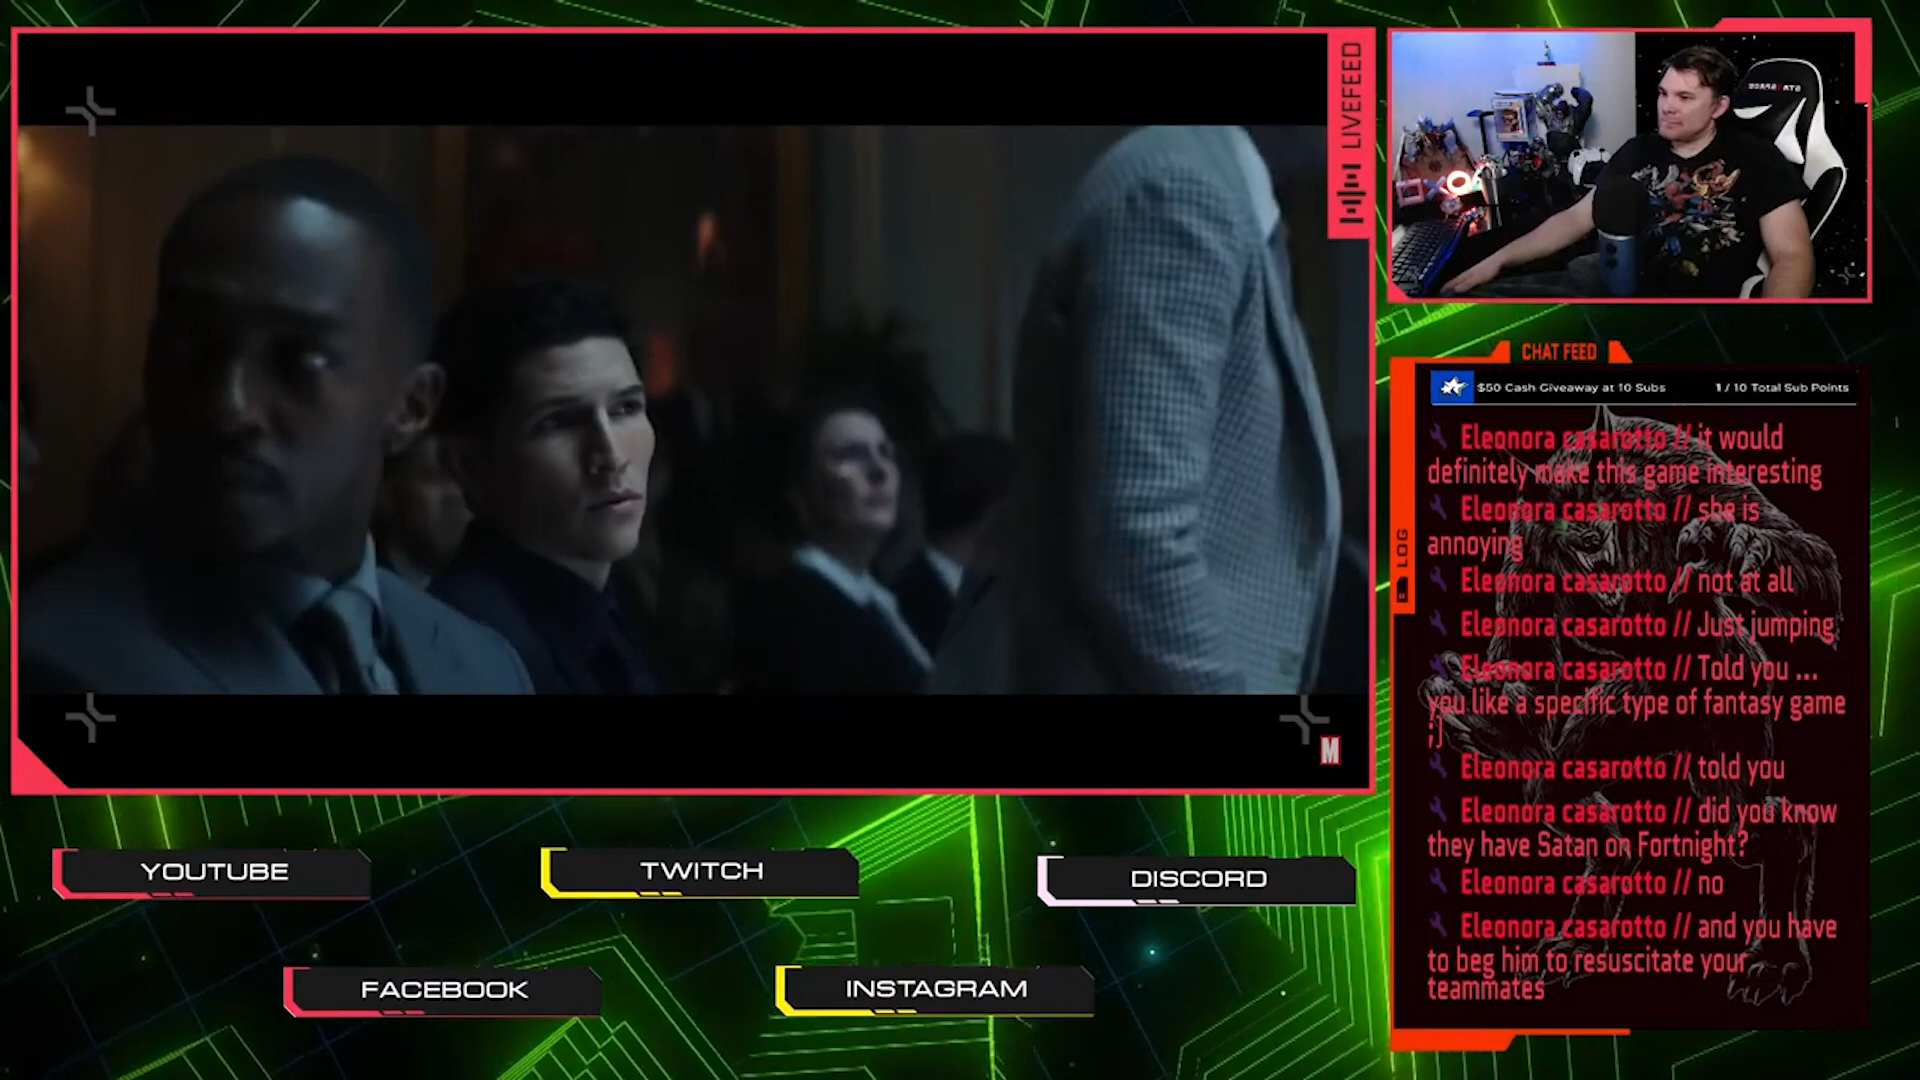 LIVEFEED
M
CHAT FEED
$50 Cash Giveaway at 10 Subs
1 / 10 Total Sub Points
LOG
Eleonora casarotto // it would
definitely make this game interesting
Eleonora casarotto // she is
annoying
Eleonora casarotto // not at all
Eleonora casarotto // Just jumping
Eleonora casarotto // Told you ...
you like a specific type of fantasy game
;)
Eleonora casarotto // told you
Eleonora casarotto // did you know
they have Satan on Fortnight?
Eleonora casarotto // no
Eleonora casarotto // and you have
to beg him to resuscitate your
teammates
YOUTUBE
TWITCH
DISCORD
FACEBOOK
INSTAGRAM